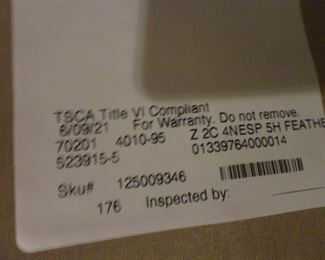 TSCA Title VI Compliant
6/09/21 For Warranty. Do not remove.
70201 4010-95 Z 2C 4NESP 5H FEATHE
523915-5 01339764000014
Sku# 125009346
176 Inspected by: